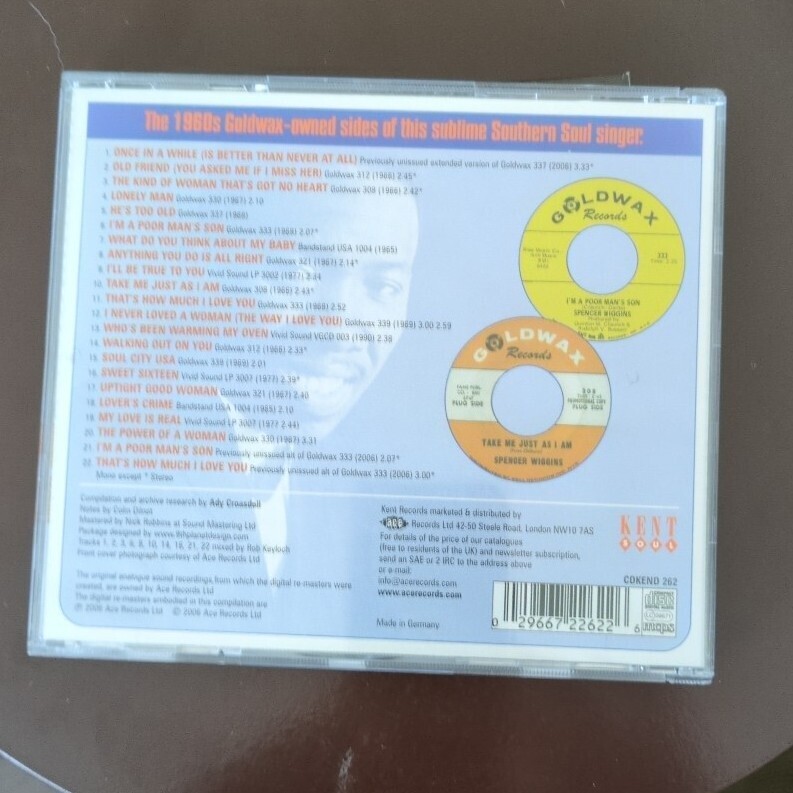 The 1960s Goldwax-owned sides of this sublime Southern Soul singer.
1. ONCE IN A WHILE (IS BETTER THAN NEVER AT ALL) Previously unissued extended version of Goldwax 337 (2006) 3.33*
2. OLD FRIEND (YOU ASKED ME IF I MISS HER) Goldwax 312 (1966) 2.45*
3. THE KIND OF WOMAN THAT'S GOT NO HEART Goldwax 309 (1966) 2.42*
4. LONELY MAN Goldwax 330 (1967) 2.10
5. HE'S TOO OLD Goldwax 337 (1968)
6. I'M A POOR MAN'S SON Goldwax 333 (1968) 2.07*
7. WHAT DO YOU THINK ABOUT MY BABY Bandstand USA 1004 (1965)
8. ANYTHING YOU DO IS ALL RIGHT Goldwax 321 (1967) 2.14*
9. I'LL BE TRUE TO YOU Vivid Sound LP 3002 (1977) 2.34
10. TAKE ME JUST AS I AM Goldwax 308 (1966) 2.43*
11. THAT'S HOW MUCH I LOVE YOU Goldwax 333 (1968) 2.52
12. I NEVER LOVED A WOMAN (THE WAY I LOVE YOU) Goldwax 339 (1969) 3.00 2.59
13. WHO'S BEEN WARMING MY OVEN Vivid Sound VGCD 003 (1990) 2.38
14. WALKING OUT ON YOU Goldwax 312 (1966) 2.33*
15. SOUL CITY USA Goldwax 339 (1969) 2.01
16. SWEET SIXTEEN Vivid Sound LP 3007 (1977) 2.39*
17. UPTIGHT GOOD WOMAN Goldwax 321 (1967) 2.40
18. LOVER'S CRIME Bandstand USA 1004 (1965) 2.10
19. MY LOVE IS REAL Vivid Sound LP 3007 (1977 2.44)
20. THE POWER OF A WOMAN Goldwax 330 (1967) 3.31
21. I'M A POOR MAN'S SON Previously unissued alt of Goldwax 333 (2006) 2.07*
22. THAT'S HOW MUCH I LOVE YOU Previously unissued alt of Goldwax 333 (2006) 3.00*
Mono except * Stereo
GOLDWAX
Records
333
I'M A POOR MAN'S SON
SPENCER WIGGINS
GOLDWAX
Records
PLUG SIDE
308
PROMOTIONAL COPY
PLUG SIDE
TAKE ME JUST AS I AM
SPENCER WIGGINS
Compilation and archive research by Ady Croasdell
Notes by Colin Dilnot
Mastered by Nick Robbins at Sound Mastering Ltd
Package designed by www.8thplanetdesign.com
Tracks 1, 2, 3, 6, 8, 10, 14, 16, 21, 22 mixed by Rob Keyloch
Front cover photograph courtesy of Ace Records Ltd
The original analogue sound recordings, from which the digital re-masters were
created, are owned by Ace Records Ltd
The digital re-masters embodied in this compilation are
℗ 2006 Ace Records Ltd © 2006 Ace Records Ltd
Kent Records marketed & distributed by
ace Records Ltd 42-50 Steele Road, London NW10 7AS
For details of the price of our catalogues
(free to residents of the UK) and newsletter subscription,
send an SAE or 2 IRC to the address above
or e-mail:
info@acerecords.com
www.acerecords.com
Made in Germany
KENT
SOUL
CDKEND 262
COMPACT
disc
DIGITAL AUDIO
mcps
0 29667 22622 6